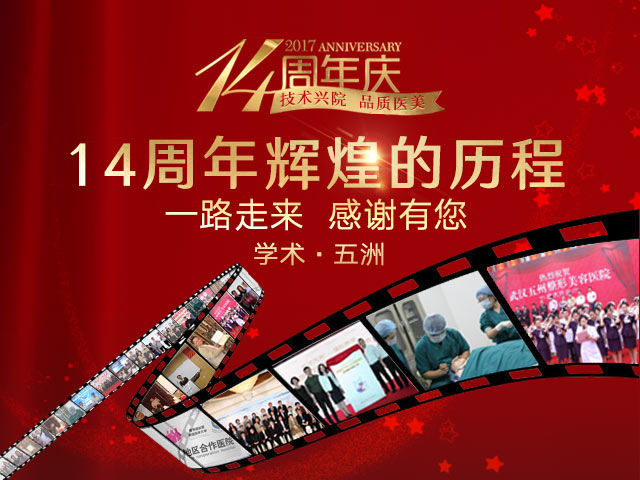 2017 ANNIVERSARY
14周年庆
技术兴院 品质医美
14周年辉煌的历程
一路走来 感谢有您
学术·五洲
热烈祝贺
武汉五州整形美容医院
地区合作医院